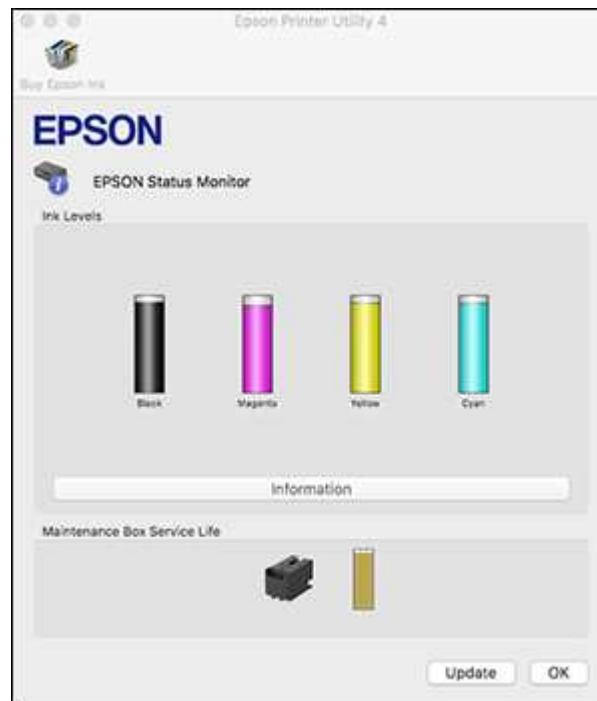 Epson Printer Utility 4
Buy Epson Ink
EPSON
EPSON Status Monitor
Ink Levels
Black Magenta Yellow Cyan
Information
Maintenance Box Service Life
Update OK